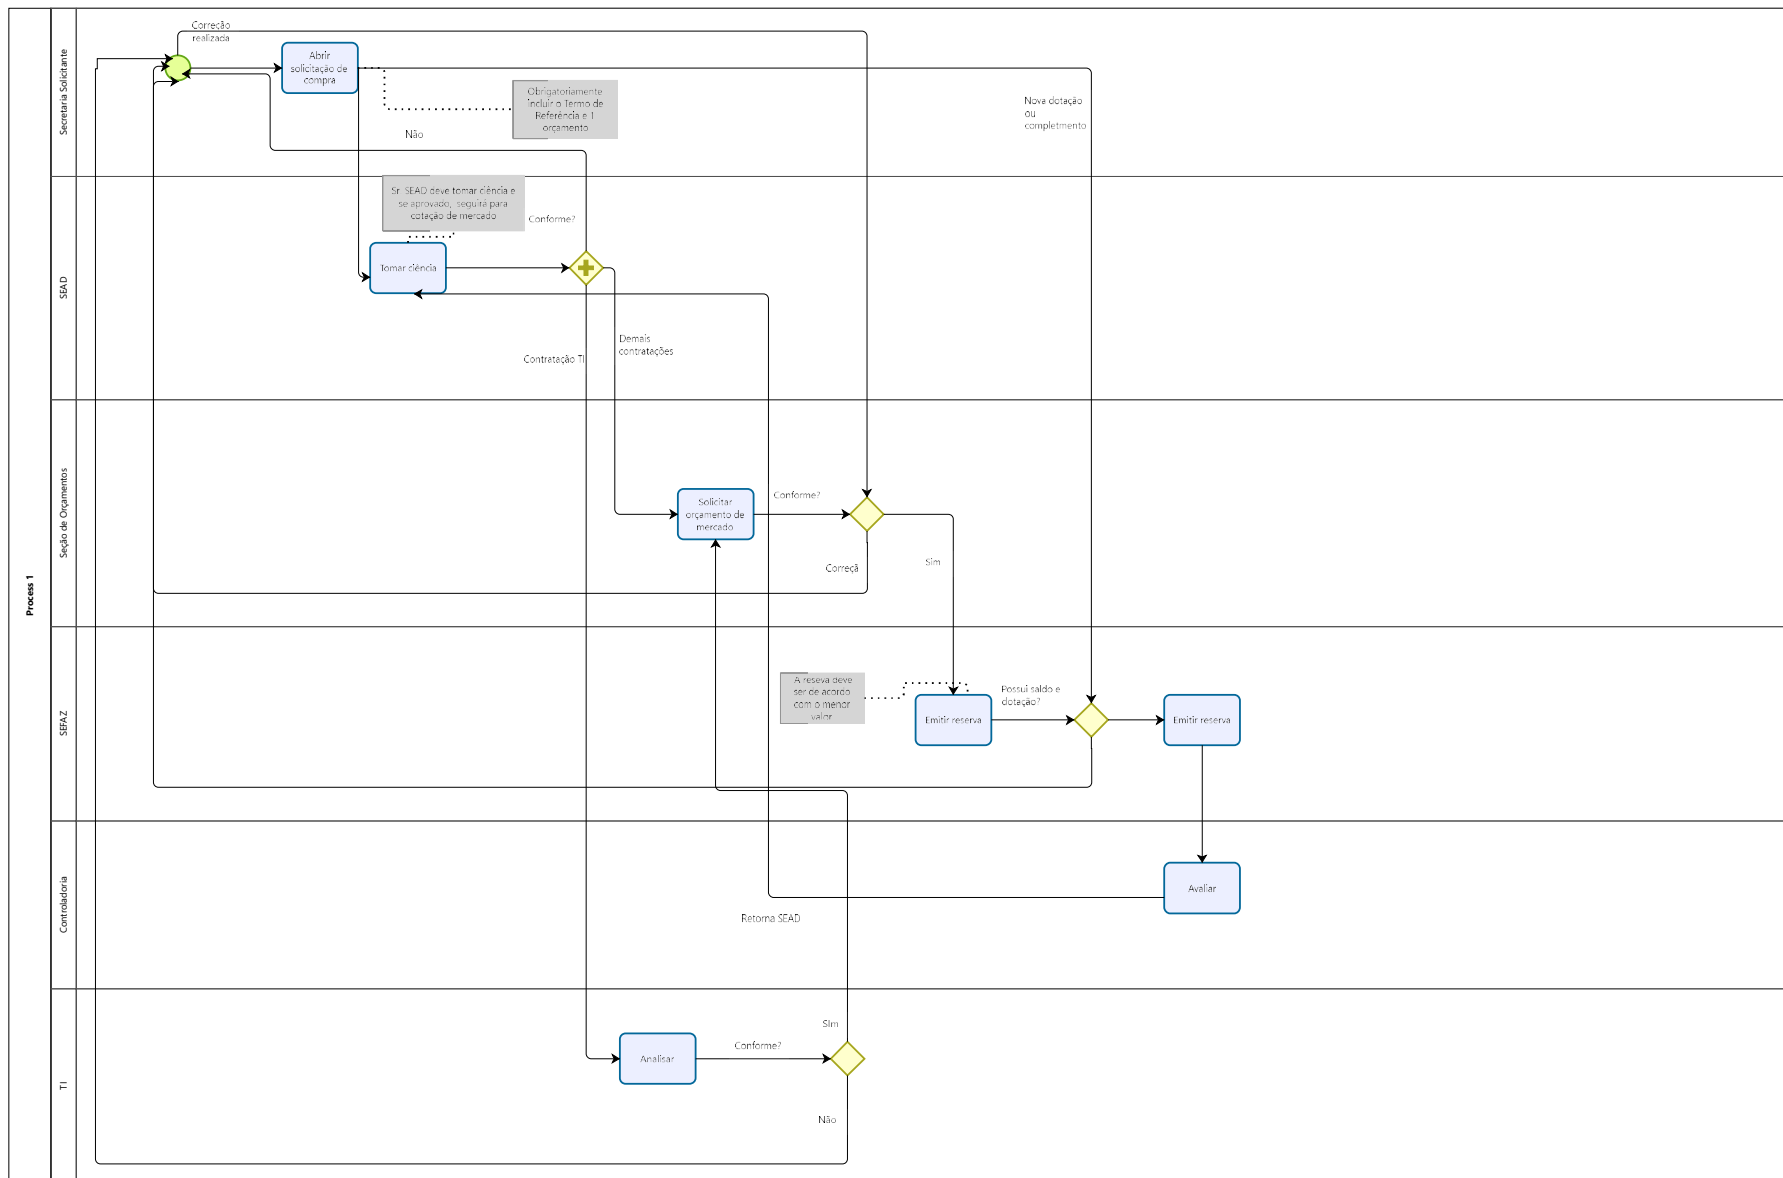 Process 1
Secretaria Solicitante
Correção
realizada
Abrir
solicitação de
compra
Obrigatoriamente
incluir o Termo de
Referência e 1
orçamento
Não
Nova dotação
ou
completmento
SEAD
Sr. SEAD deve tomar ciência e
se aprovado, seguirá para
cotação de mercado
Conforme?
Tomar ciência
Contratação TI
Demais
contratações
Seção de Orçamentos
Solicitar
orçamento de
mercado
Conforme?
Correçã
Sim
SEFAZ
A reseva deve
ser de acordo
com o menor
valor
Emitir reserva
Possui saldo e
dotação?
Emitir reserva
Controladoria
Avaliar
Retorna SEAD
TI
Analisar
Conforme?
SIm
Não